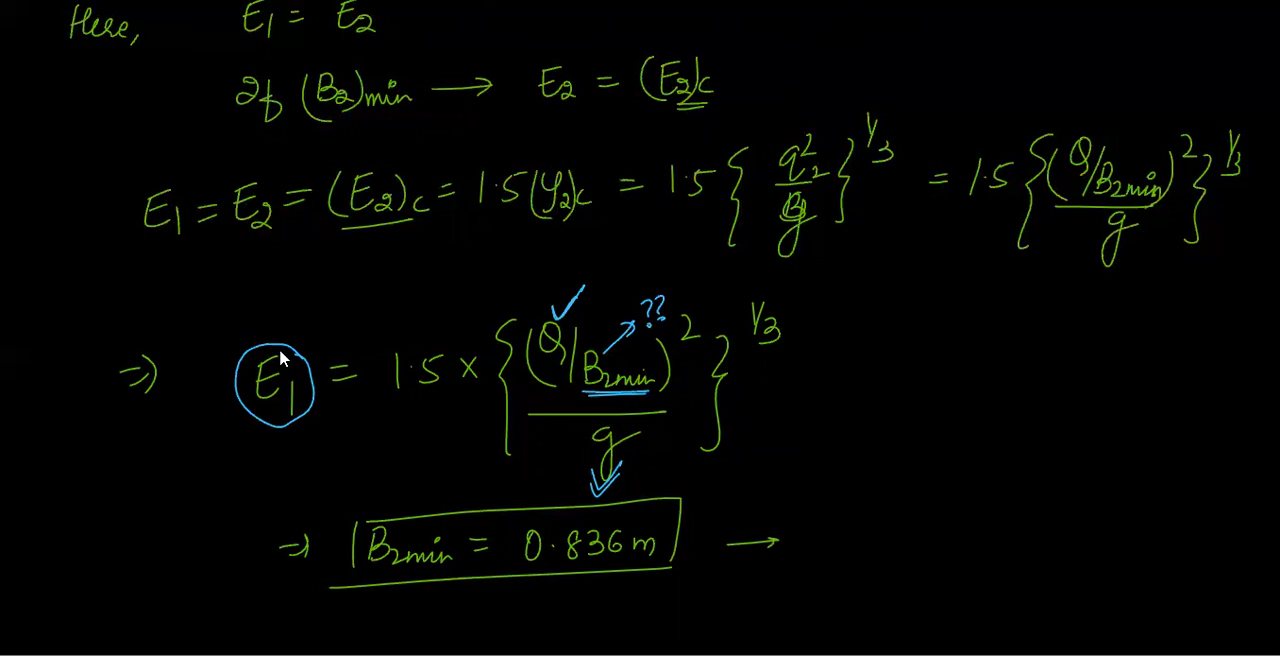 Here, E₁ = E₂
If (B₂)min → E₂ = (E₂)c
E₁ = E₂ = (E₂)c = 1.5(y₂)c = 1.5{q₂²/g}^1/3 = 1.5{(Q/B₂min)²/g}^1/3
⇒ E₁ = 1.5 × {(Q/B₂min)²/g}^1/3 ??
⇒ B₂min = 0.836m →